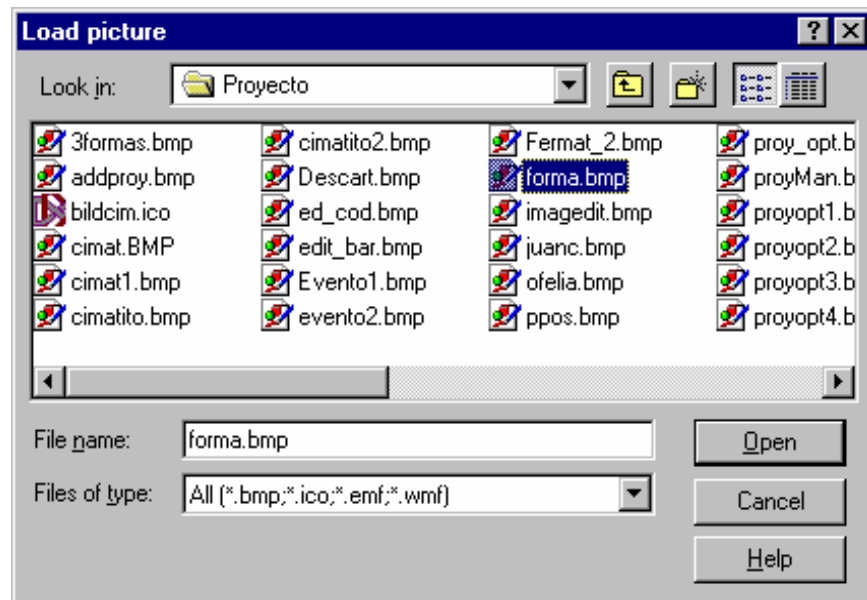 Load picture
Look in: Proyecto
3formas.bmp
addproy.bmp
bildcim.ico
cimat.BMP
cimat1.bmp
cimatito.bmp
cimatito2.bmp
Descart.bmp
ed_cod.bmp
edit_bar.bmp
Evento1.bmp
evento2.bmp
Fermat_2.bmp
forma.bmp
imagedit.bmp
juanc.bmp
ofelia.bmp
ppos.bmp
proy_opt.b
proyMan.b
proyopt1.b
proyopt2.b
proyopt3.b
proyopt4.b
File name: forma.bmp
Open
Files of type: All (*.bmp;*.ico;*.emf;*.wmf)
Cancel
Help